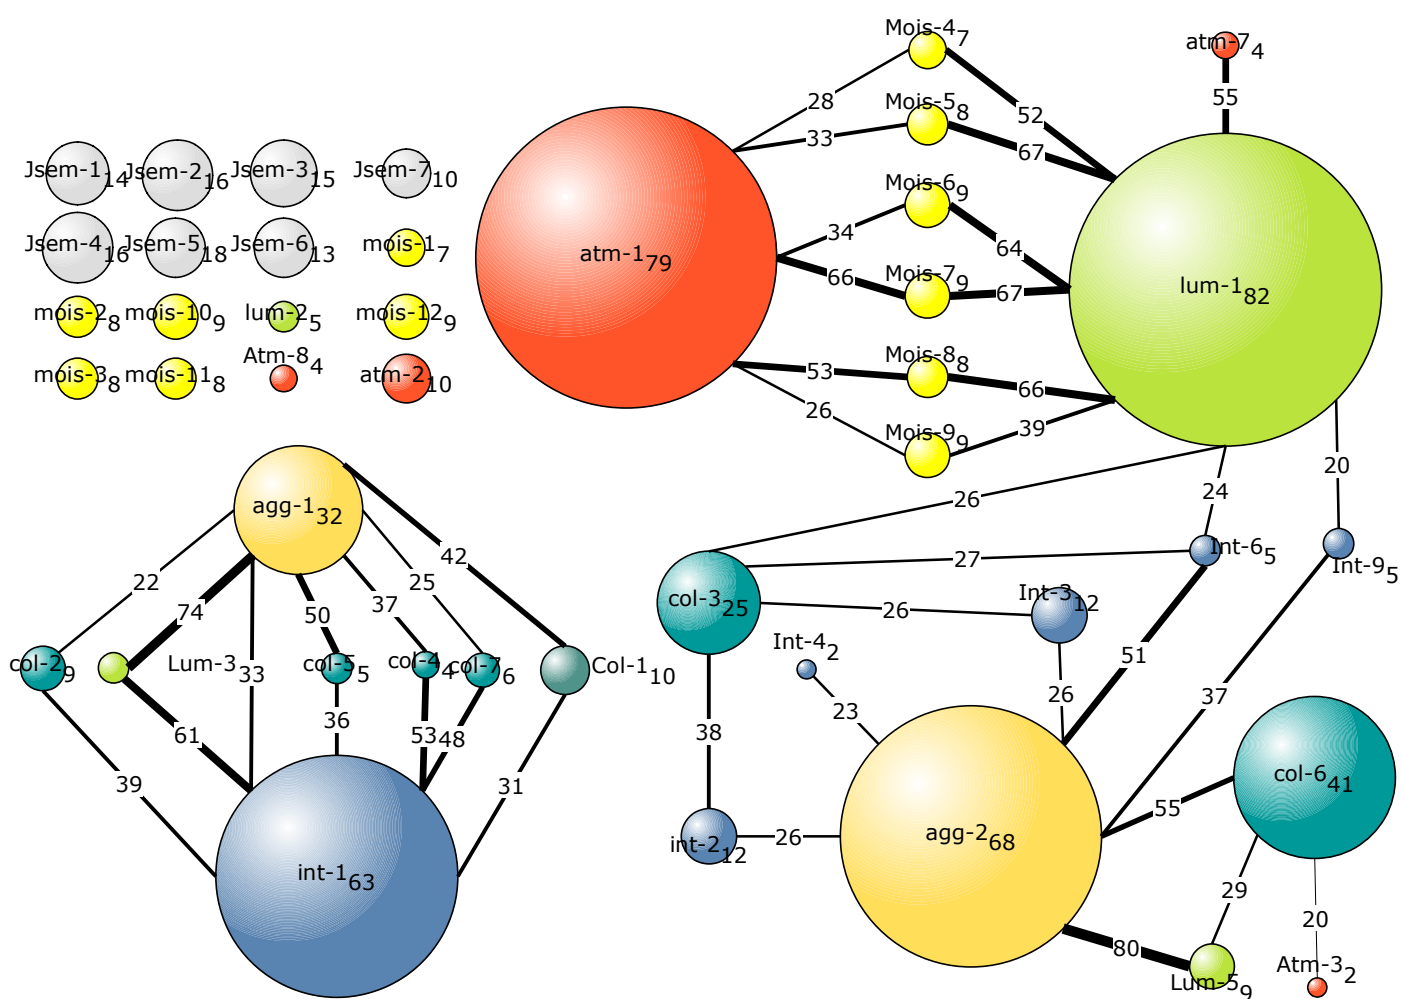 Mois-4 7
atm-7 4
28
52
55
Mois-5 8
33
67
Jsem-1 14
Jsem-2 16
Jsem-3 15
Jsem-7 10
Mois-6 9
34
64
Jsem-4 16
Jsem-5 18
Jsem-6 13
mois-1 7
atm-1 79
66
Mois-7 9
67
lum-1 82
mois-2 8
mois-10 9
lum-2 5
mois-12 9
mois-3 8
mois-11 8
Atm-8 4
atm-2 10
53
Mois-8 8
66
26
Mois-9 9
39
20
agg-1 32
26
24
42
22
74
50
37
25
27
Int-6 5
Int-9 5
col-3 25
26
Int-3 12
col-2 9
Lum-3 33
col-5 5
col-4 4
col-7 6
Col-1 10
Int-4 2
51
26
37
61
36
53
48
38
23
39
31
col-6 41
55
int-2 12
26
agg-2 68
int-1 63
29
20
80
Lum-5 9
Atm-3 2